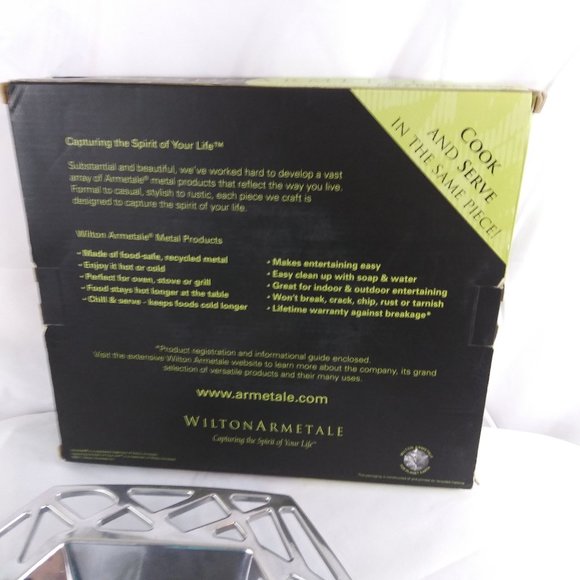 COOK
AND SERVE
IN THE SAME PIECE!
Capturing the Spirit of Your Life™
Substantial and beautiful, we've worked hard to develop a vast
array of Armetale® metal products that reflect the way you live.
Formal to casual, stylish to rustic, each piece we craft is
designed to capture the spirit of your life.
Wilton Armetale® Metal Products
• Made of food-safe, recycled metal
• Enjoy it hot or cold
• Perfect for oven, stove or grill
• Food stays hot longer at the table
• Chill & serve - keeps foods cold longer
• Makes entertaining easy
• Easy clean up with soap & water
• Great for indoor & outdoor entertaining
• Won't break, crack, chip, rust or tarnish
• Lifetime warranty against breakage*
*Product registration and informational guide enclosed.
Visit the extensive Wilton Armetale website to learn more about the company, its grand
selection of versatile products and their many uses.
www.armetale.com
WILTONARMETALE
Capturing the Spirit of Your Life™